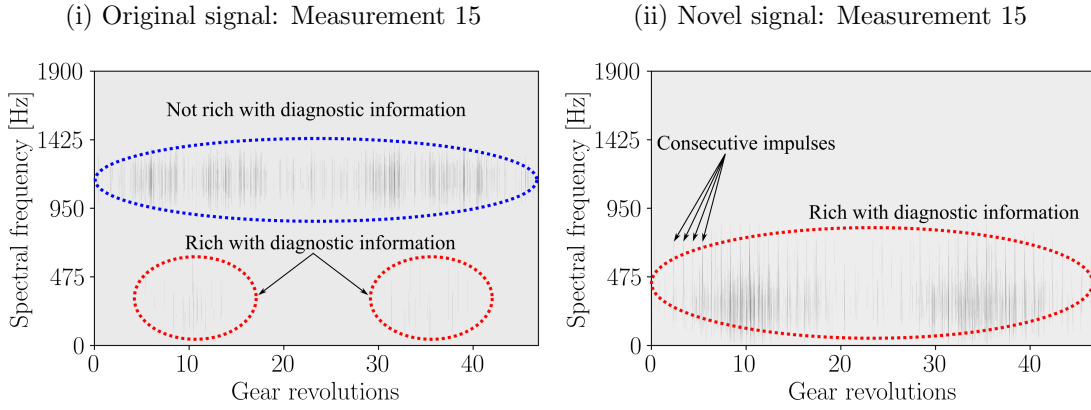 (i) Original signal: Measurement 15
1900
1425
950
475
0
Spectral frequency [Hz]
Not rich with diagnostic information
Rich with diagnostic information
0
10
20
30
40
Gear revolutions
(ii) Novel signal: Measurement 15
1900
1425
950
475
0
Spectral frequency [Hz]
Consecutive impulses
Rich with diagnostic information
0
10
20
30
40
Gear revolutions